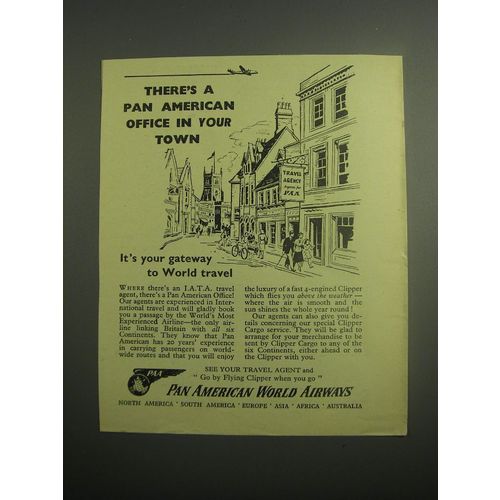 THERE'S A
PAN AMERICAN
OFFICE IN YOUR
TOWN
TRAVEL
AGENCY
Agents for
PAA
It's your gateway
to World travel
WHERE there's an I.A.T.A. travel
agent, there's a Pan American Office!
Our agents are experienced in Inter-
national travel and will gladly book
you a passage by the World's Most
Experienced Airline—the only air-
line linking Britain with all six
Continents. They know that Pan
American has 20 years' experience
in carrying passengers on world-
wide routes and that you will enjoy
the luxury of a fast 4-engined Clipper
which flies you above the weather—
where the air is smooth and the
sun shines the whole year round!
Our agents can also give you de-
tails concerning our special Clipper
Cargo service. They will be glad to
arrange for your merchandise to be
sent by Clipper Cargo to any of the
six Continents, either ahead or on
the Clipper with you.
SEE YOUR TRAVEL AGENT and
"Go by Flying Clipper when you go"
PAA
PAN AMERICAN WORLD AIRWAYS
NORTH AMERICA · SOUTH AMERICA · EUROPE · ASIA · AFRICA · AUSTRALIA